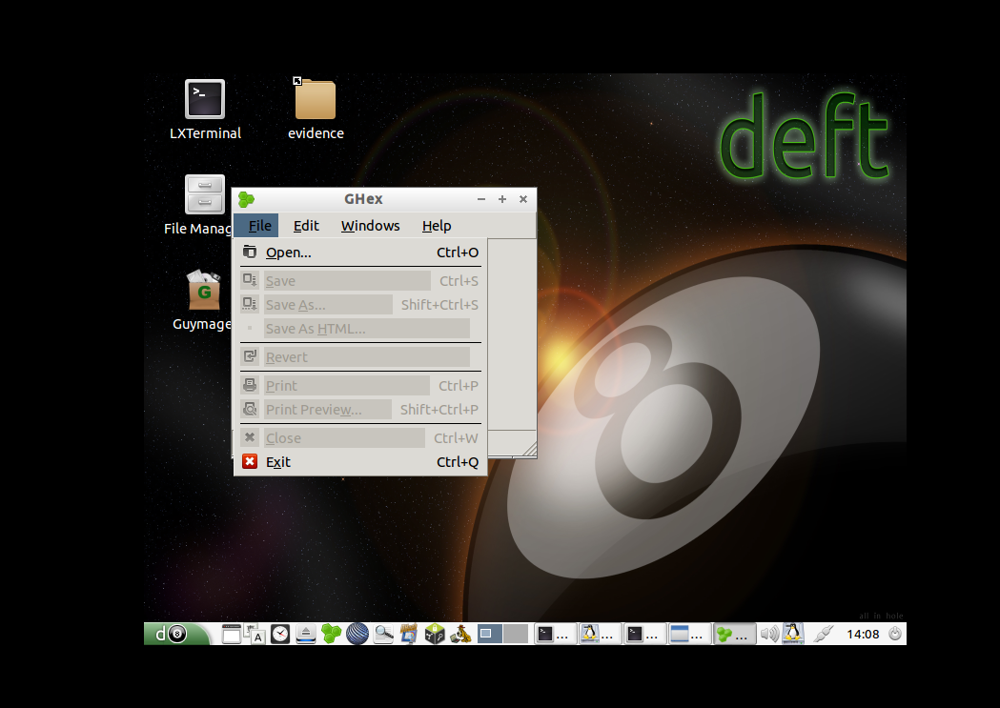 LXTerminal
evidence
deft
File Manag
Guymage
GHex
File Edit Windows Help
Open... Ctrl+O
Save Ctrl+S
Save As... Shift+Ctrl+S
Save As HTML...
Revert
Print Ctrl+P
Print Preview... Shift+Ctrl+P
Close Ctrl+W
Exit Ctrl+Q
8
all in hole
d8 A ... ... ... ... ... 14:08